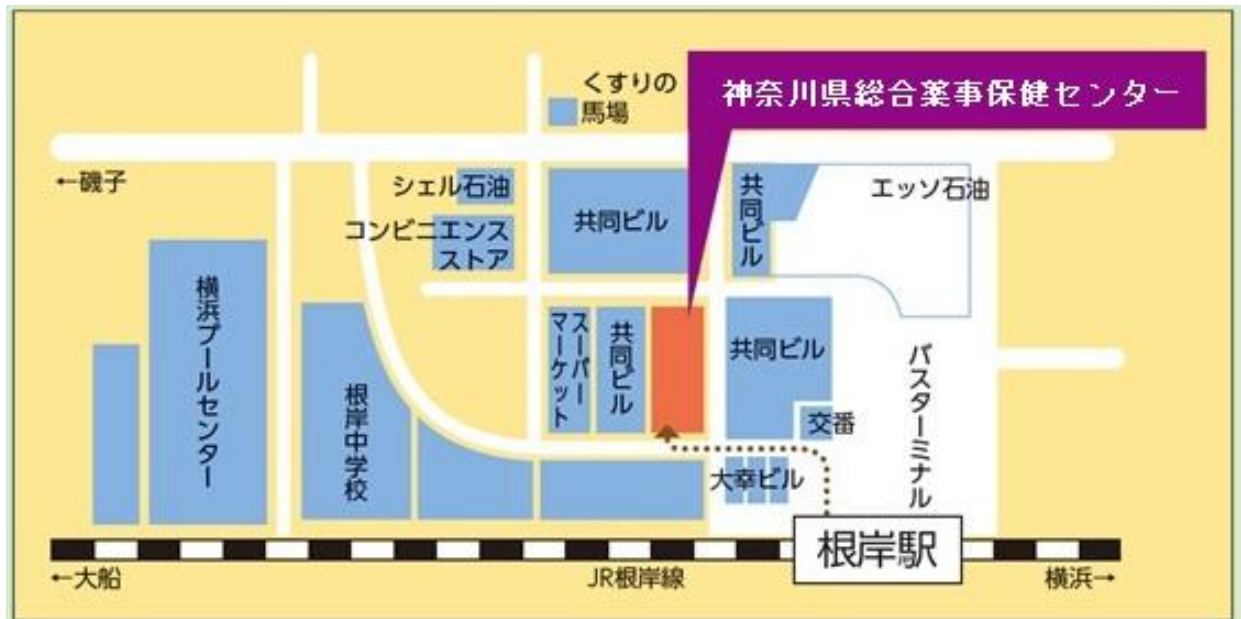 神奈川県総合薬事保健センター
くすりの
馬場
←磯子
シェル石油
共同ビル
共同ビル
エッソ石油
コンビニエンス
ストア
横浜プールセンター
根岸中学校
スーパー
マーケット
共同ビル
共同ビル
交番
バスターミナル
大幸ビル
根岸駅
←大船
JR根岸線
横浜→